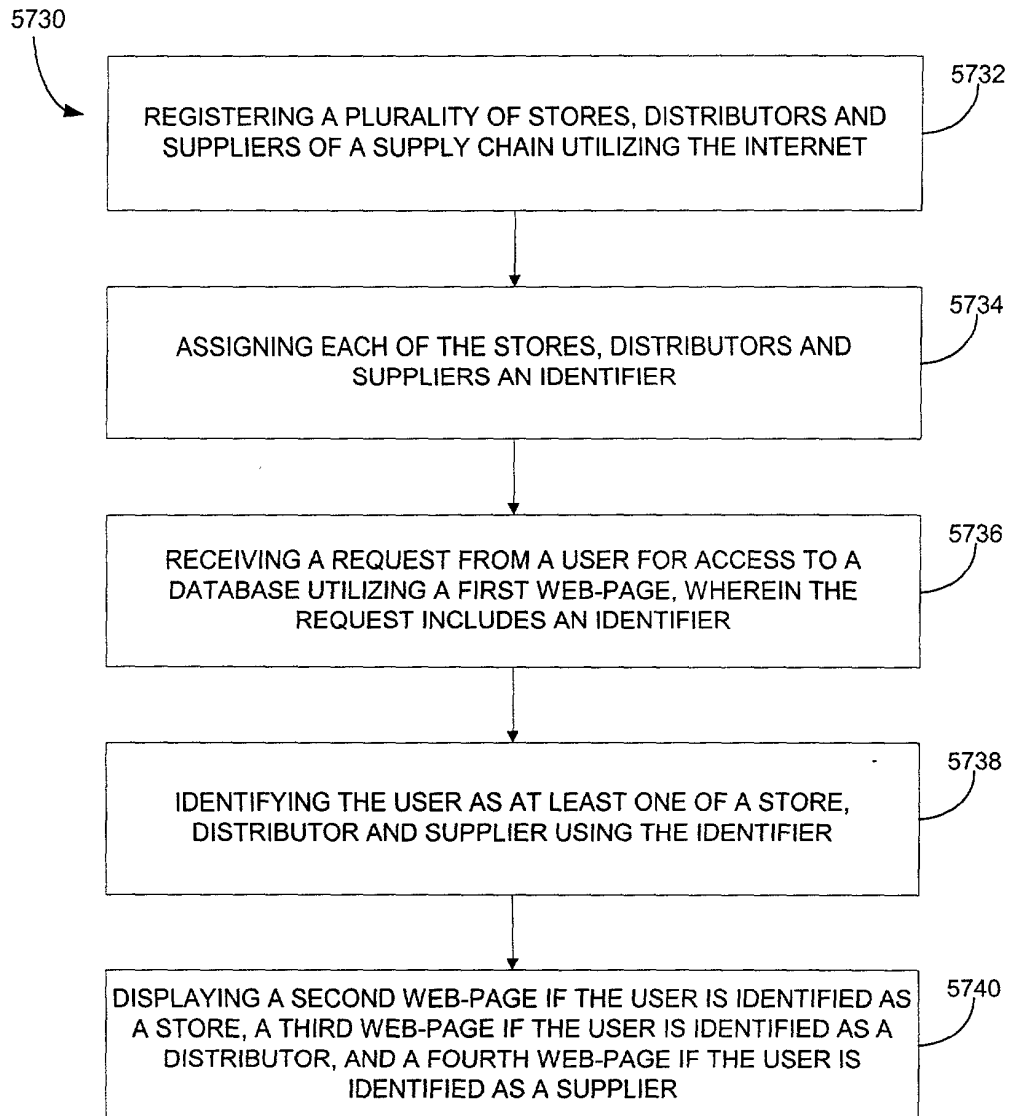 5730
5732
REGISTERING A PLURALITY OF STORES, DISTRIBUTORS AND
SUPPLIERS OF A SUPPLY CHAIN UTILIZING THE INTERNET
5734
ASSIGNING EACH OF THE STORES, DISTRIBUTORS AND
SUPPLIERS AN IDENTIFIER
5736
RECEIVING A REQUEST FROM A USER FOR ACCESS TO A
DATABASE UTILIZING A FIRST WEB-PAGE, WHEREIN THE
REQUEST INCLUDES AN IDENTIFIER
5738
IDENTIFYING THE USER AS AT LEAST ONE OF A STORE,
DISTRIBUTOR AND SUPPLIER USING THE IDENTIFIER
5740
DISPLAYING A SECOND WEB-PAGE IF THE USER IS IDENTIFIED AS
A STORE, A THIRD WEB-PAGE IF THE USER IS IDENTIFIED AS A
DISTRIBUTOR, AND A FOURTH WEB-PAGE IF THE USER IS
IDENTIFIED AS A SUPPLIER